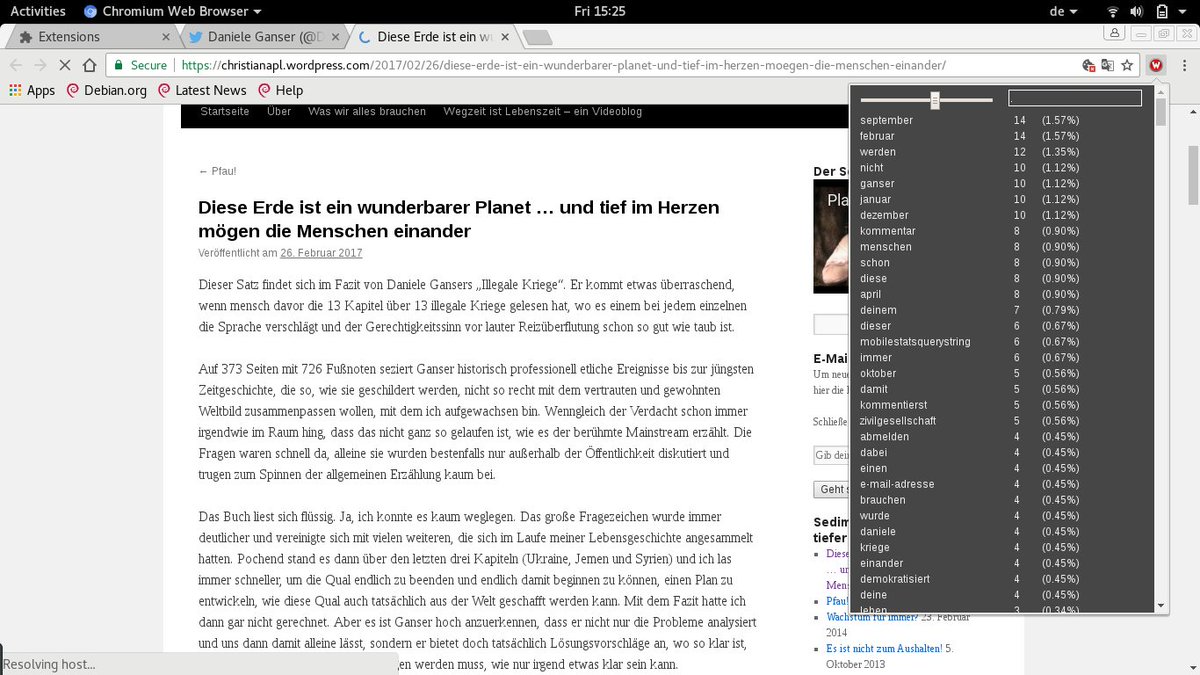 Activities Chromium Web Browser Fri 15:25 de
Extensions Daniele Ganser (@D Diese Erde ist ein wu
Secure https://christianapl.wordpress.com/2017/02/26/diese-erde-ist-ein-wunderbarer-planet-und-tief-im-herzen-moegen-die-menschen-einander/
Apps Debian.org Latest News Help
Startseite Über Was wir alles brauchen Wegzeit ist Lebenszeit – ein Videoblog
← Pfau!
Diese Erde ist ein wunderbarer Planet … und tief im Herzen
mögen die Menschen einander
Veröffentlicht am 26. Februar 2017
Dieser Satz findet sich im Fazit von Daniele Gansers „Illegale Kriege“. Er kommt etwas überraschend,
wenn mensch davor die 13 Kapitel über 13 illegale Kriege gelesen hat, wo es einem bei jedem einzelnen
die Sprache verschlägt und der Gerechtigkeitssinn vor lauter Reizüberflutung schon so gut wie taub ist.
Auf 373 Seiten mit 726 Fußnoten seziert Ganser historisch professionell etliche Ereignisse bis zur jüngsten
Zeitgeschichte, die so, wie sie geschildert werden, nicht so recht mit dem vertrauten und gewohnten
Weltbild zusammenpassen wollen, mit dem ich aufgewachsen bin. Wenngleich der Verdacht schon immer
irgendwie im Raum hing, dass das nicht ganz so gelaufen ist, wie es der berühmte Mainstream erzählt. Die
Fragen waren schnell da, alleine sie wurden bestenfalls nur außerhalb der Öffentlichkeit diskutiert und
trugen zum Spinnen der allgemeinen Erzählung kaum bei.
Das Buch liest sich flüssig. Ja, ich konnte es kaum weglegen. Das große Fragezeichen wurde immer
deutlicher und vereinigte sich mit vielen weiteren, die sich im Laufe meiner Lebensgeschichte angesammelt
hatten. Pochend stand es dann über den letzten drei Kapiteln (Ukraine, Jemen und Syrien) und ich las
immer schneller, um die Qual endlich zu beenden und endlich damit beginnen zu können, einen Plan zu
entwickeln, wie diese Qual auch tatsächlich aus der Welt geschafft werden kann. Mit dem Fazit hatte ich
dann gar nicht gerechnet. Aber es ist Ganser hoch anzuerkennen, dass er nicht nur die Probleme analysiert
und uns dann damit alleine lässt, sondern er bietet doch tatsächlich Lösungsvorschläge an, wo so klar ist,
gen werden muss, wie nur irgend etwas klar sein kann.
Resolving host...
Der Se
Pla
E-Mai
Um neue
hier die
Schließe
Gib dei
Geht s
Sedim
tiefer
Diese
… un
Mens
Pfau!
Wachstum für immer? 23. Februar
2014
Es ist nicht zum Aushalten! 5.
Oktober 2013
september 14 (1.57%)
februar 14 (1.57%)
werden 12 (1.35%)
nicht 10 (1.12%)
ganser 10 (1.12%)
januar 10 (1.12%)
dezember 10 (1.12%)
kommentar 8 (0.90%)
menschen 8 (0.90%)
schon 8 (0.90%)
diese 8 (0.90%)
april 8 (0.90%)
deinem 7 (0.79%)
dieser 6 (0.67%)
mobilestatsquerystring 6 (0.67%)
immer 6 (0.67%)
oktober 5 (0.56%)
damit 5 (0.56%)
kommentierst 5 (0.56%)
zivilgesellschaft 5 (0.56%)
abmelden 4 (0.45%)
dabei 4 (0.45%)
einen 4 (0.45%)
e-mail-adresse 4 (0.45%)
brauchen 4 (0.45%)
wurde 4 (0.45%)
daniele 4 (0.45%)
kriege 4 (0.45%)
einander 4 (0.45%)
demokratisiert 4 (0.45%)
deine 4 (0.45%)
leben 3 (0.34%)